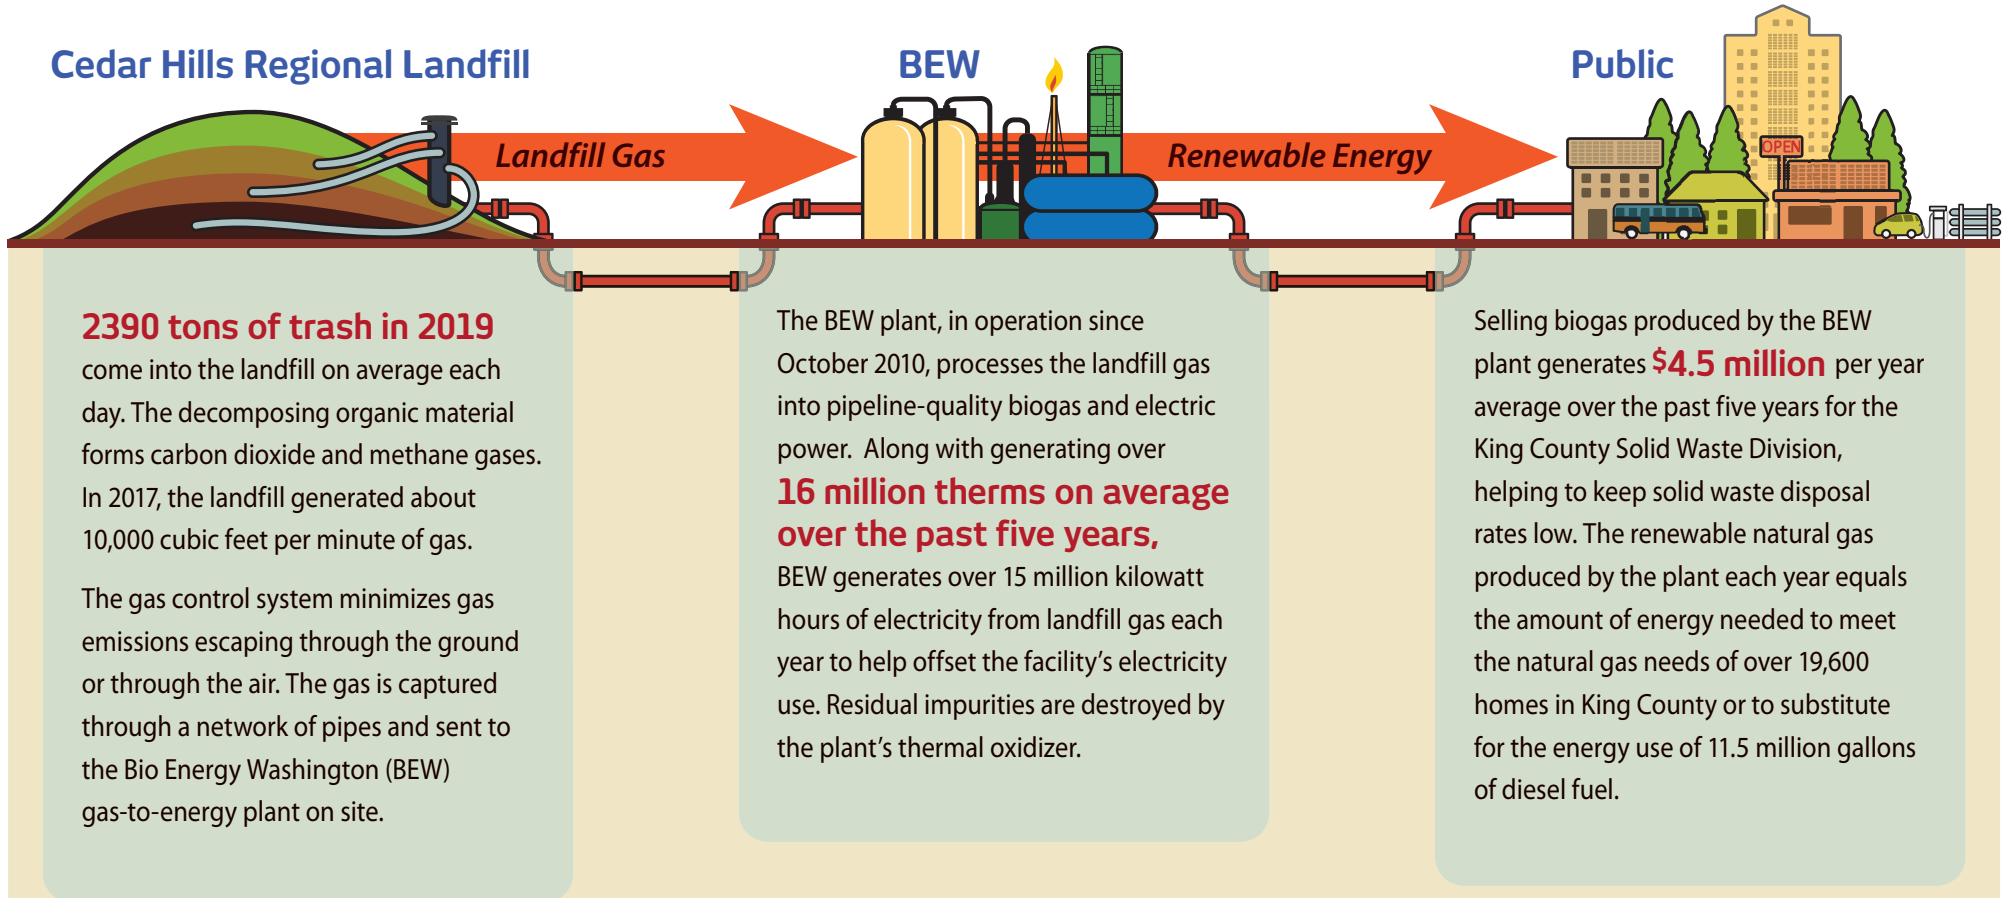 Cedar Hills Regional Landfill
Landfill Gas
BEW
Renewable Energy
Public
OPEN
2390 tons of trash in 2019
come into the landfill on average each
day. The decomposing organic material
forms carbon dioxide and methane gases.
In 2017, the landfill generated about
10,000 cubic feet per minute of gas.
The gas control system minimizes gas
emissions escaping through the ground
or through the air. The gas is captured
through a network of pipes and sent to
the Bio Energy Washington (BEW)
gas-to-energy plant on site.
The BEW plant, in operation since
October 2010, processes the landfill gas
into pipeline-quality biogas and electric
power.  Along with generating over
16 million therms on average
over the past five years,
BEW generates over 15 million kilowatt
hours of electricity from landfill gas each
year to help offset the facility’s electricity
use. Residual impurities are destroyed by
the plant’s thermal oxidizer.
Selling biogas produced by the BEW
plant generates $4.5 million per year
average over the past five years for the
King County Solid Waste Division,
helping to keep solid waste disposal
rates low. The renewable natural gas
produced by the plant each year equals
the amount of energy needed to meet
the natural gas needs of over 19,600
homes in King County or to substitute
for the energy use of 11.5 million gallons
of diesel fuel.